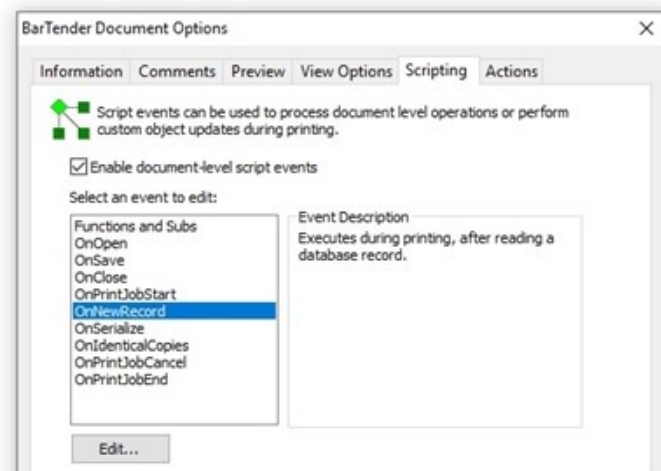 BarTender Document Options
Information Comments Preview View Options Scripting Actions
Script events can be used to process document level operations or perform
custom object updates during printing.
Enable document-level script events
Select an event to edit:
Functions and Subs
OnOpen
OnSave
OnClose
OnPrintJobStart
OnNewRecord
OnSerialize
OnIdenticalCopies
OnPrintJobCancel
OnPrintJobEnd
Event Description
Executes during printing, after reading a
database record.
Edit...